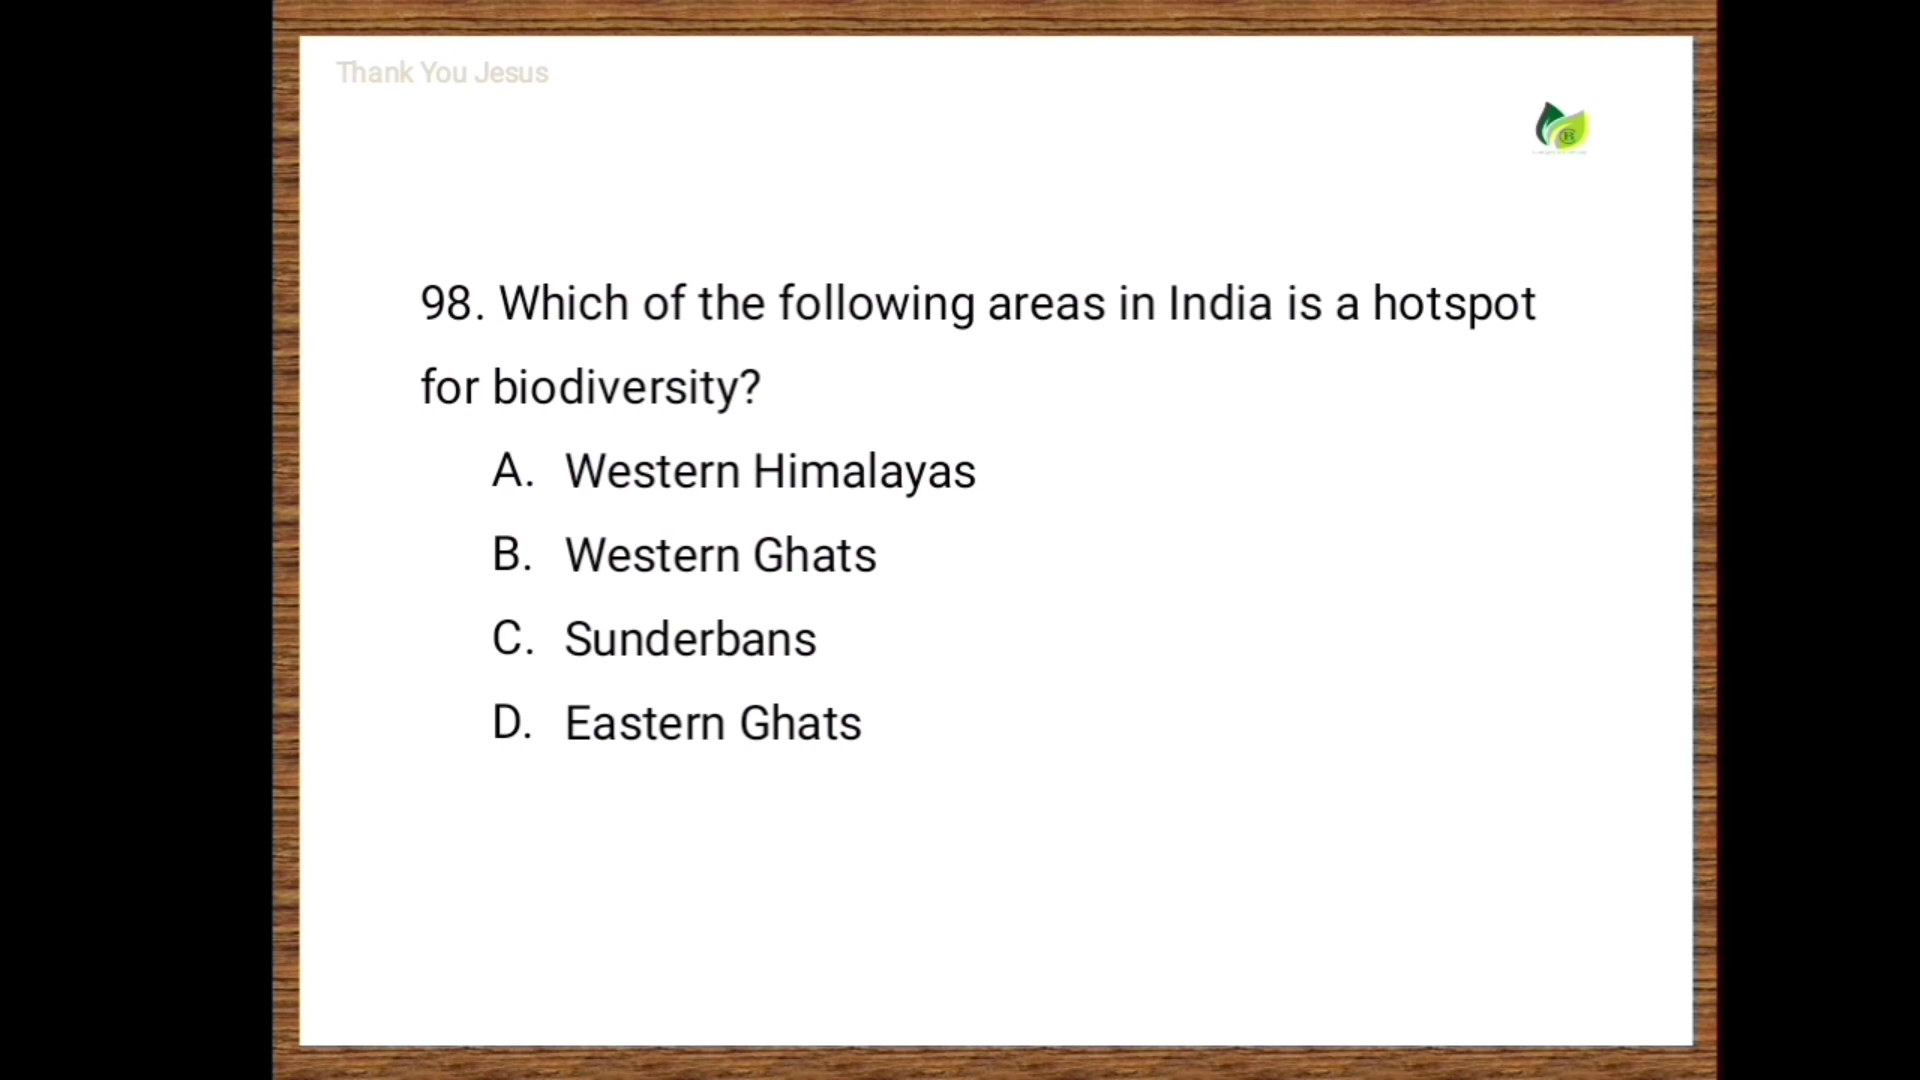 Thank You Jesus
98. Which of the following areas in India is a hotspot
for biodiversity?
A. Western Himalayas
B. Western Ghats
C. Sunderbans
D. Eastern Ghats